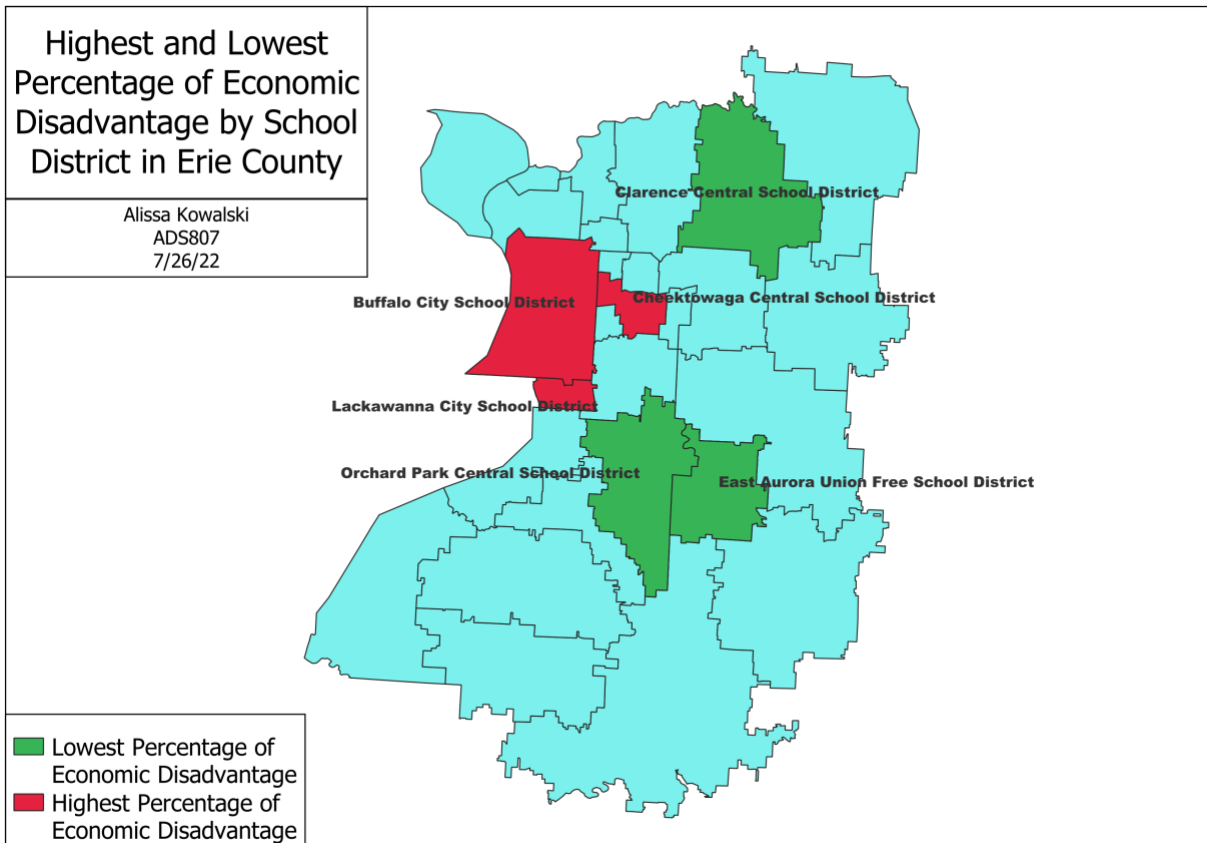 Highest and Lowest
Percentage of Economic
Disadvantage by School
District in Erie County
Alissa Kowalski
ADS807
7/26/22
Clarence Central School District
Buffalo City School District
Cheektowaga Central School District
Lackawanna City School District
Orchard Park Central School District
East Aurora Union Free School District
Lowest Percentage of
Economic Disadvantage
Highest Percentage of
Economic Disadvantage